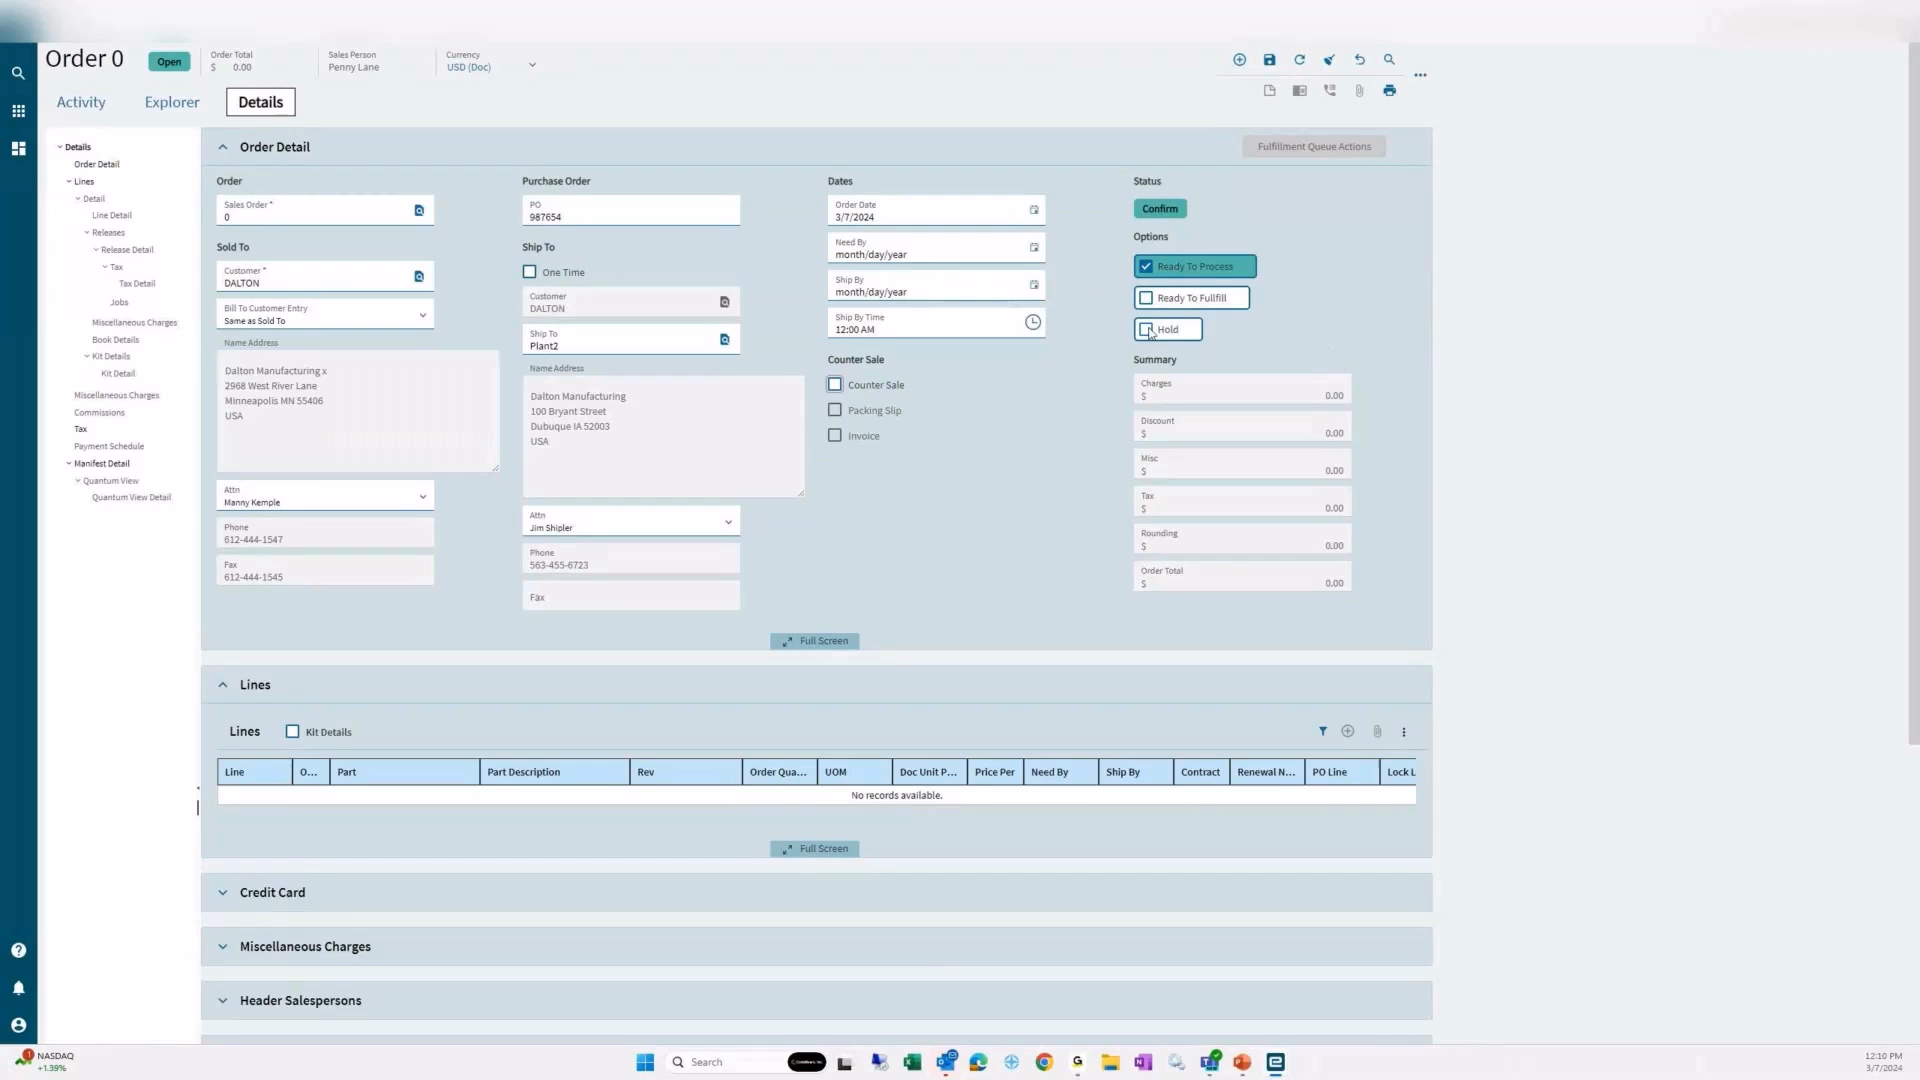 Order 0
Open
Order Total
$ 0.00
Sales Person
Penny Lane
Currency
USD (Doc)
Activity
Explorer
Details
Details
Order Detail
Lines
Detail
Line Detail
Releases
Release Detail
Tax
Tax Detail
Jobs
Miscellaneous Charges
Book Details
Kit Details
Kit Detail
Miscellaneous Charges
Commissions
Tax
Payment Schedule
Manifest Detail
Quantum View
Quantum View Detail
Order Detail
Fulfillment Queue Actions
Order
Sales Order *
0
Sold To
Customer *
DALTON
Bill To Customer Entry
Same as Sold To
Name Address
Dalton Manufacturing x
2968 West River Lane
Minneapolis MN 55406
USA
Attn
Manny Kemple
Phone
612-444-1547
Fax
612-444-1545
Purchase Order
PO
987654
Ship To
One Time
Customer
DALTON
Ship To
Plant2
Name Address
Dalton Manufacturing
100 Bryant Street
Dubuque IA 52003
USA
Attn
Jim Shipler
Phone
563-455-6723
Fax
Dates
Order Date
3/7/2024
Need By
month/day/year
Ship By
month/day/year
Ship By Time
12:00 AM
Counter Sale
Counter Sale
Packing Slip
Invoice
Status
Confirm
Options
Ready To Process
Ready To Fullfill
Hold
Summary
Charges
$ 0.00
Discount
$ 0.00
Misc
$ 0.00
Tax
$ 0.00
Rounding
$ 0.00
Order Total
$ 0.00
Full Screen
Lines
Lines Kit Details
Line O... Part Part Description Rev Order Qua... UOM Doc Unit P... Price Per Need By Ship By Contract Renewal N... PO Line Lock L
No records available.
Full Screen
Credit Card
Miscellaneous Charges
Header Salespersons
NASDAQ
+1.39%
Search
12:10 PM
3/7/2024